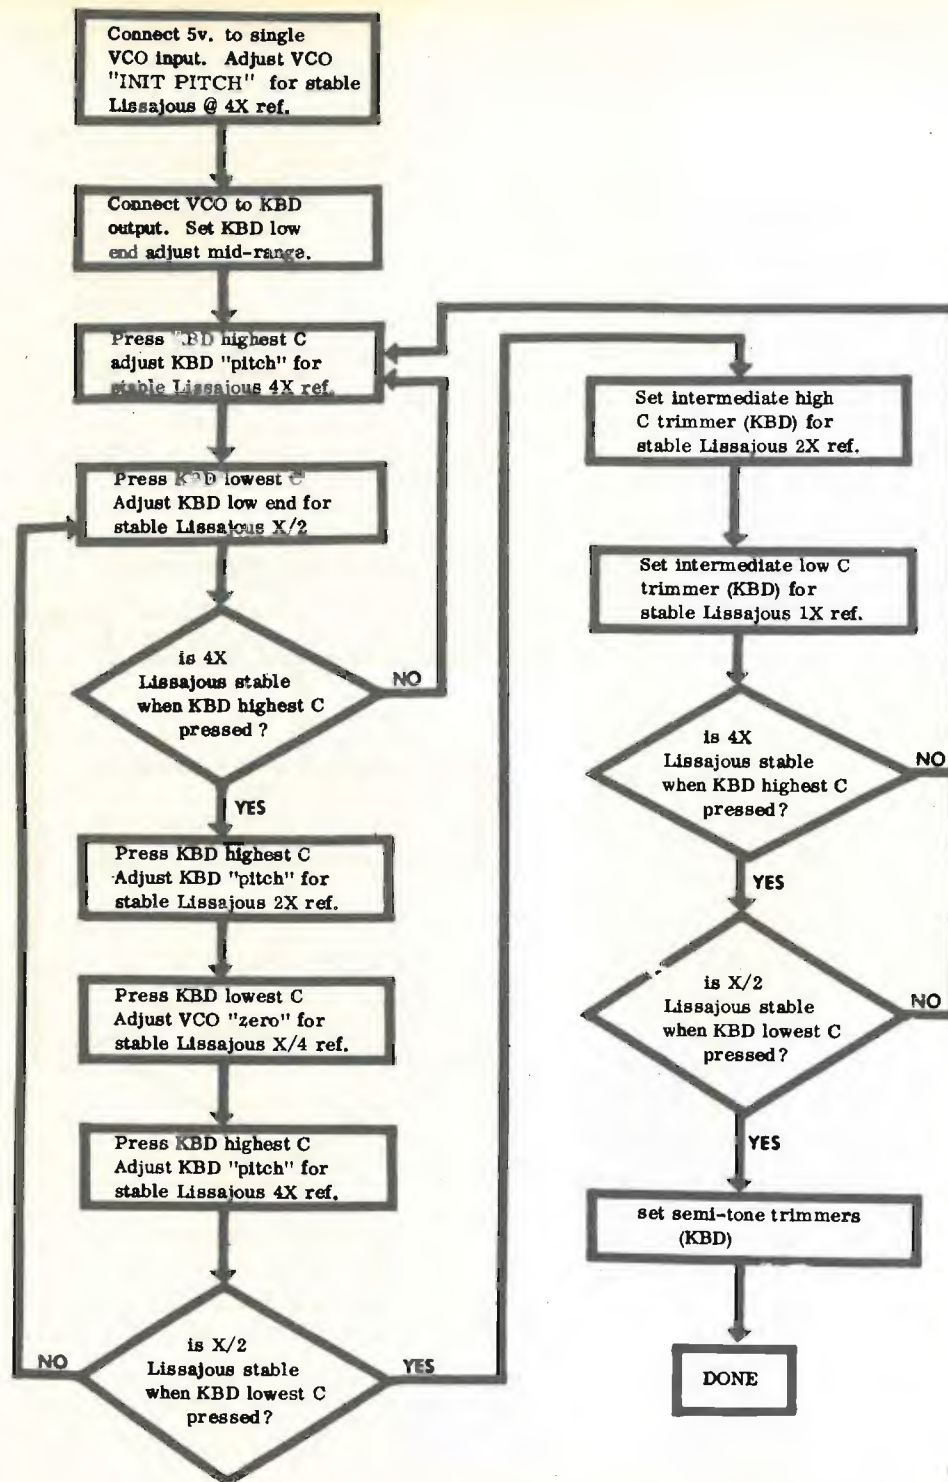 Connect 5v. to single
VCO input. Adjust VCO
"INIT PITCH" for stable
Lissajous @ 4X ref.
Connect VCO to KBD
output. Set KBD low
end adjust mid-range.
Press KBD highest C
adjust KBD "pitch" for
stable Lissajous 4X ref.
Press KBD lowest C
Adjust KBD low end for
stable Lissajous X/2
is 4X
Lissajous stable
when KBD highest C
pressed?
NO
YES
Press KBD highest C
Adjust KBD "pitch" for
stable Lissajous 2X ref.
Press KBD lowest C
Adjust VCO "zero" for
stable Lissajous X/4 ref.
Press KBD highest C
Adjust KBD "pitch" for
stable Lissajous 4X ref.
is X/2
Lissajous stable
when KBD lowest C
pressed?
NO
YES
Set intermediate high
C trimmer (KBD) for
stable Lissajous 2X ref.
Set intermediate low C
trimmer (KBD) for
stable Lissajous 1X ref.
is 4X
Lissajous stable
when KBD highest C
pressed?
NO
YES
is X/2
Lissajous stable
when KBD lowest C
pressed?
NO
YES
set semi-tone trimmers
(KBD)
DONE